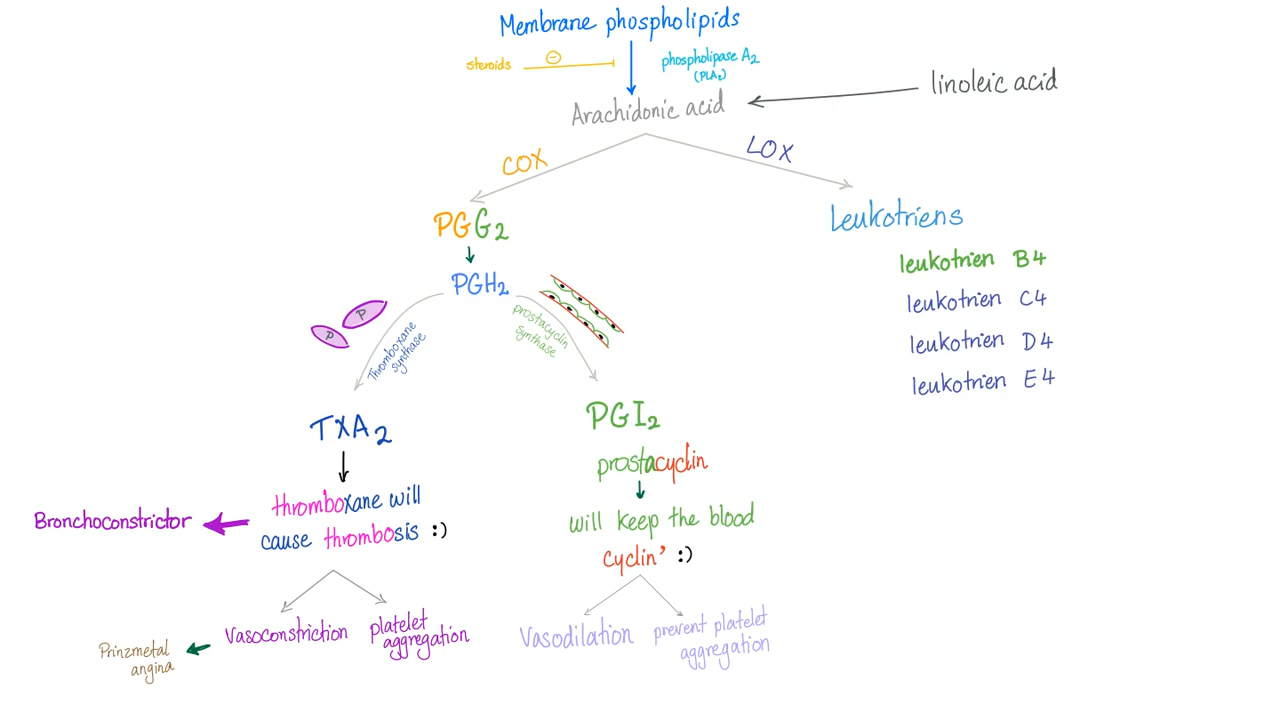 Membrane phospholipids
steroids
⊖
phospholipase A2
(PLA2)
Arachidonic acid
linoleic acid
COX
LOX
PGG2
Leukotriens
leukotrien B4
PGH2
leukotrien C4
P
P
Thromboxane
synthase
prostacyclin
synthase
leukotrien D4
leukotrien E4
TXA2
PGI2
prostacyclin
thromboxane will
cause thrombosis :)
Bronchoconstrictor
will keep the blood
cyclin' :)
Vasoconstriction
platelet
aggregation
Vasodilation
prevent platelet
aggregation
Prinzmetal
angina